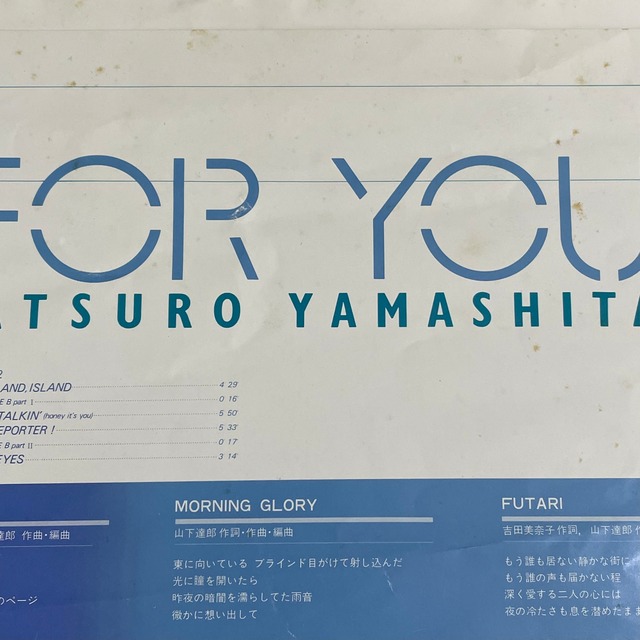 FOR YOU
ATSURO YAMASHITA
2
LAND, ISLAND 4 29'
E B part I 0 16'
TALKIN' (honey it's you) 5 50'
EPORTER! 5 33'
E B part II 0 17'
EYES 3 14'
達郎 作曲・編曲
のページ
MORNING GLORY
山下達郎 作詞・作曲・編曲
東に向いている ブラインド目がけて射し込んだ
光に瞳を開いたら
昨夜の暗闇を濡らしてた雨音
微かに想い出して
FUTARI
吉田美奈子 作詞, 山下達郎 作
もう誰も居ない静かな街に
もう誰の声も届かない程
深く愛する二人の心には
夜の冷たさも息を潜めたまま